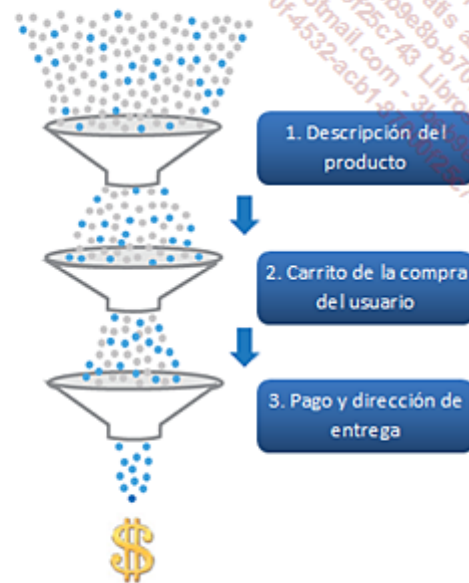 1. Descripción del
producto
2. Carrito de la compra
del usuario
3. Pago y dirección de
entrega
$